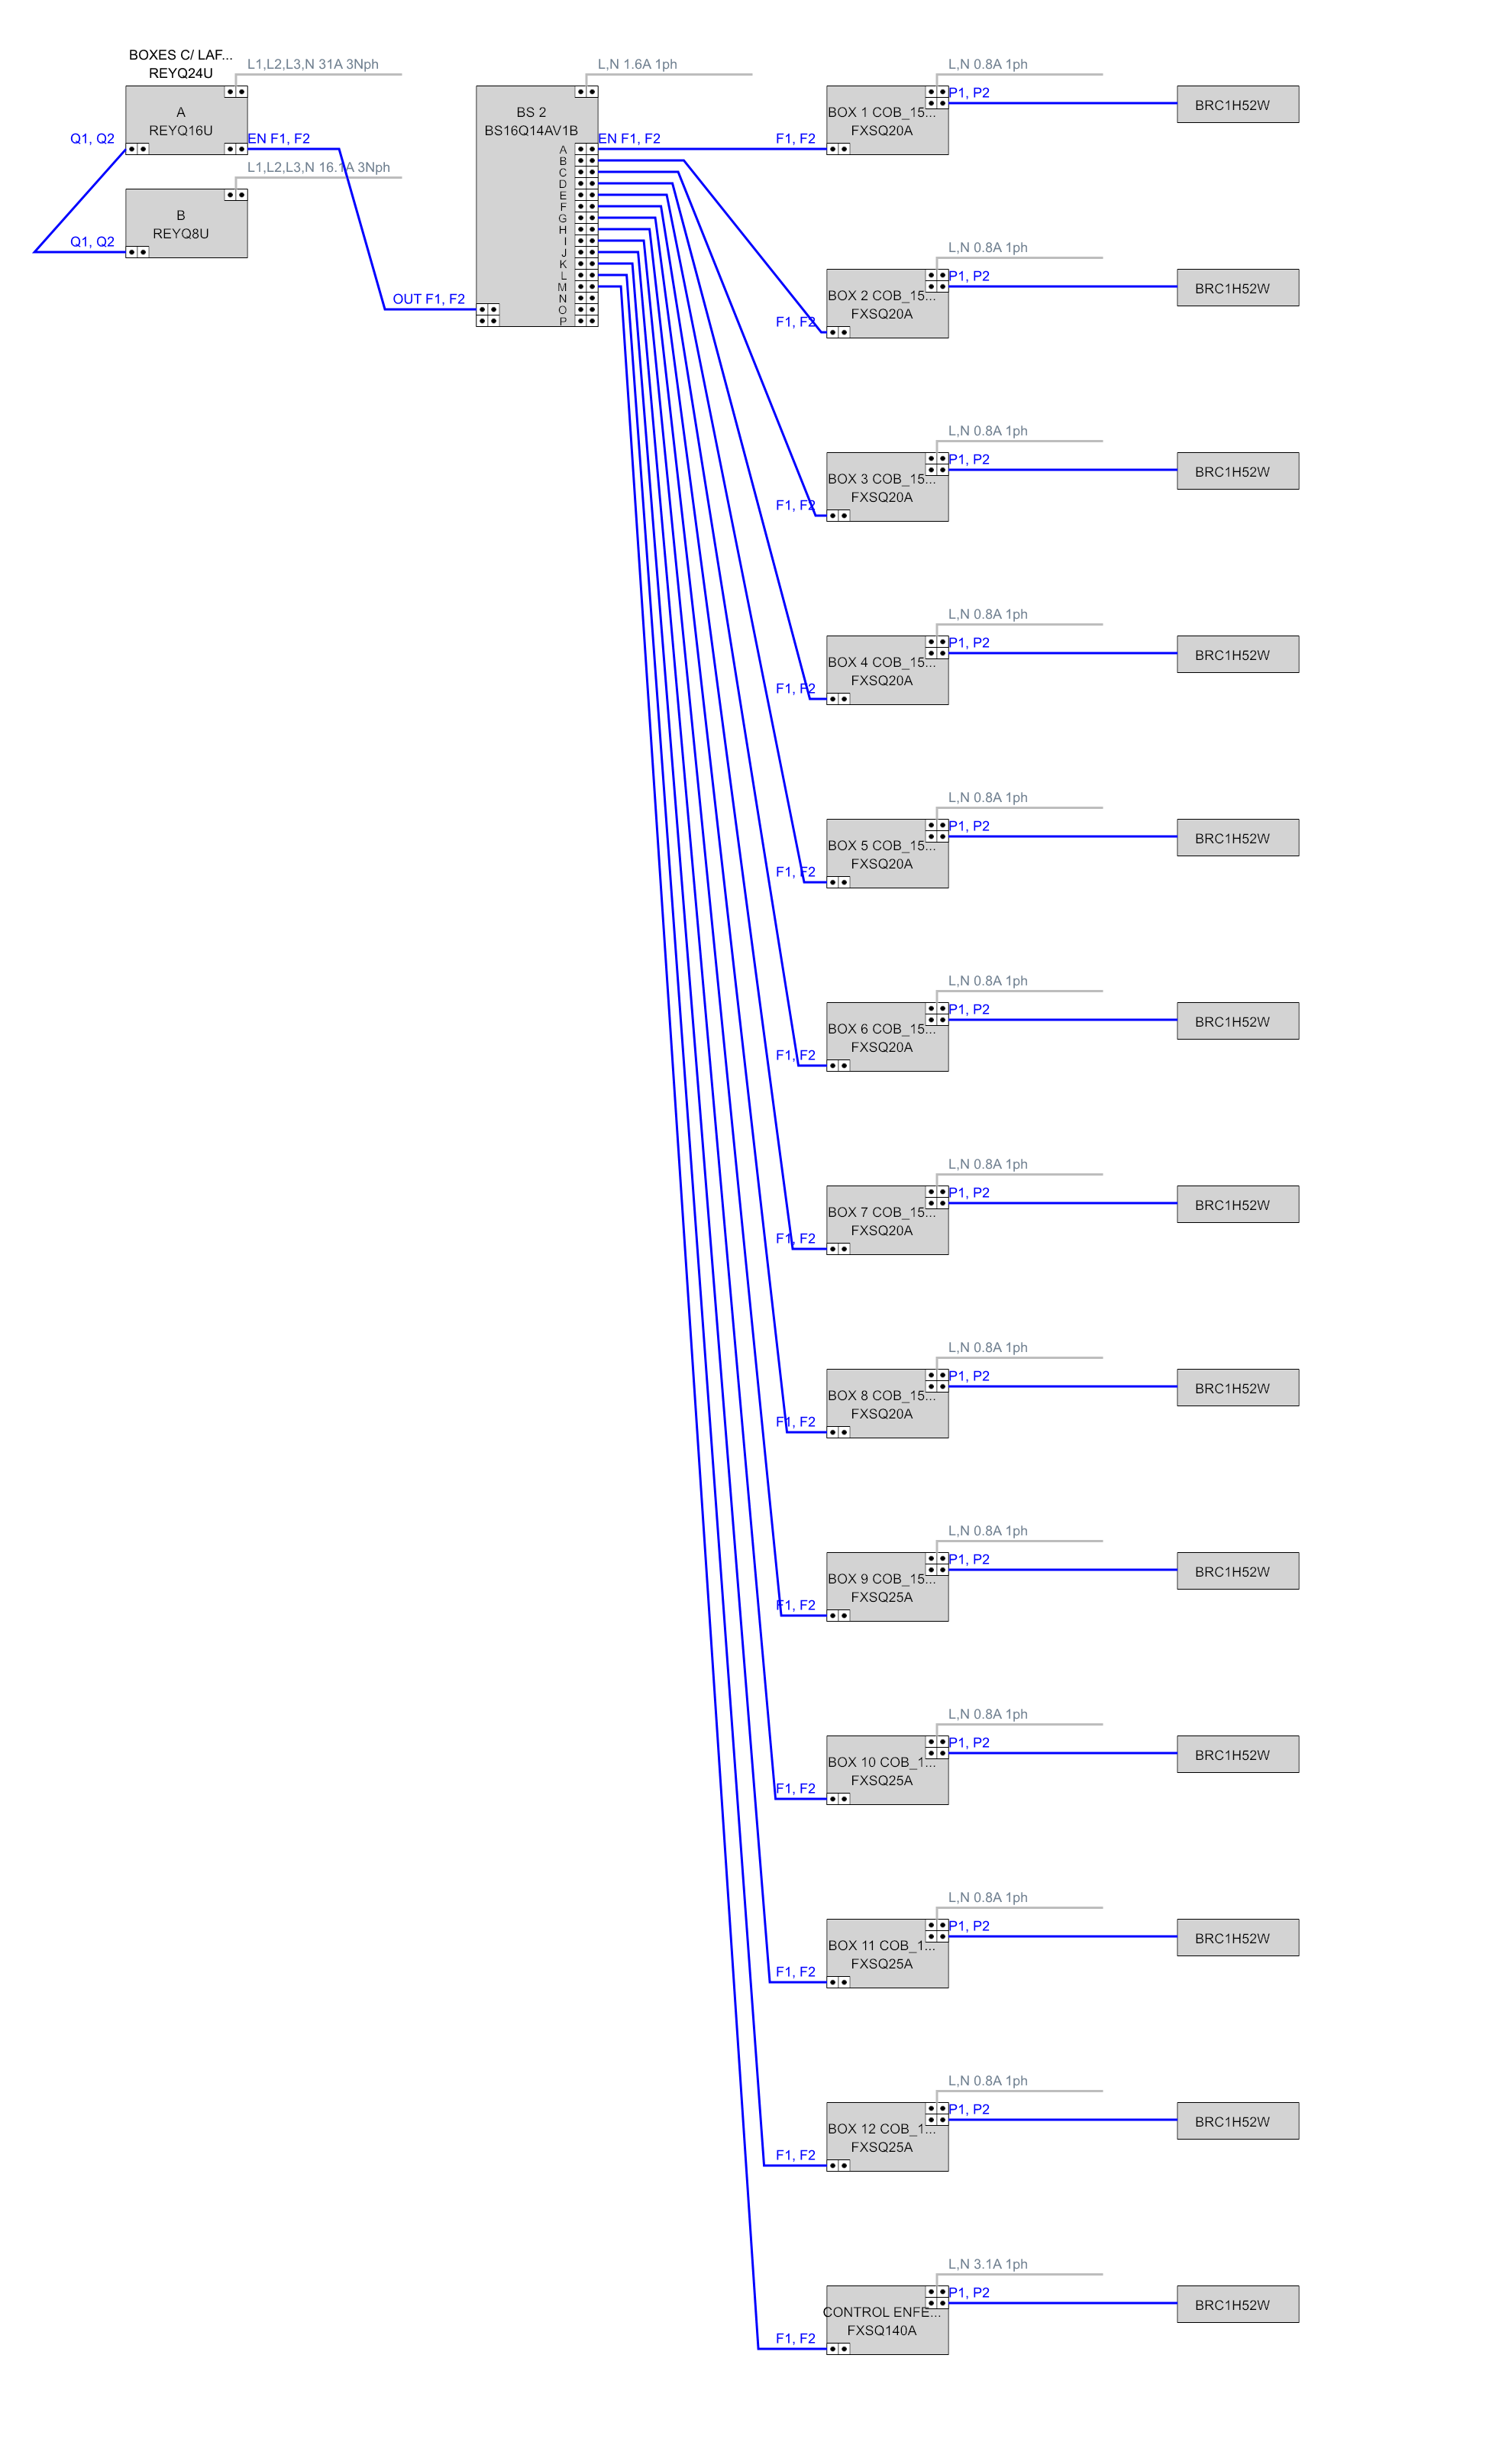 BOXES C/ LAF...
REYQ24U
L1,L2,L3,N 31A 3Nph
A
REYQ16U
Q1, Q2
EN F1, F2
L1,L2,L3,N 16.1A 3Nph
B
REYQ8U
Q1, Q2
OUT F1, F2
L,N 1.6A 1ph
BS 2
BS16Q14AV1B
EN F1, F2
A
B
C
D
E
F
G
H
I
J
K
L
M
N
O
P
L,N 0.8A 1ph
P1, P2
BOX 1 COB_15...
FXSQ20A
F1, F2
BRC1H52W
L,N 0.8A 1ph
P1, P2
BOX 2 COB_15...
FXSQ20A
F1, F2
BRC1H52W
L,N 0.8A 1ph
P1, P2
BOX 3 COB_15...
FXSQ20A
F1, F2
BRC1H52W
L,N 0.8A 1ph
P1, P2
BOX 4 COB_15...
FXSQ20A
F1, F2
BRC1H52W
L,N 0.8A 1ph
P1, P2
BOX 5 COB_15...
FXSQ20A
F1, F2
BRC1H52W
L,N 0.8A 1ph
P1, P2
BOX 6 COB_15...
FXSQ20A
F1, F2
BRC1H52W
L,N 0.8A 1ph
P1, P2
BOX 7 COB_15...
FXSQ20A
F1, F2
BRC1H52W
L,N 0.8A 1ph
P1, P2
BOX 8 COB_15...
FXSQ20A
F1, F2
BRC1H52W
L,N 0.8A 1ph
P1, P2
BOX 9 COB_15...
FXSQ25A
F1, F2
BRC1H52W
L,N 0.8A 1ph
P1, P2
BOX 10 COB_1...
FXSQ25A
F1, F2
BRC1H52W
L,N 0.8A 1ph
P1, P2
BOX 11 COB_1...
FXSQ25A
F1, F2
BRC1H52W
L,N 0.8A 1ph
P1, P2
BOX 12 COB_1...
FXSQ25A
F1, F2
BRC1H52W
L,N 3.1A 1ph
P1, P2
CONTROL ENFE...
FXSQ140A
F1, F2
BRC1H52W